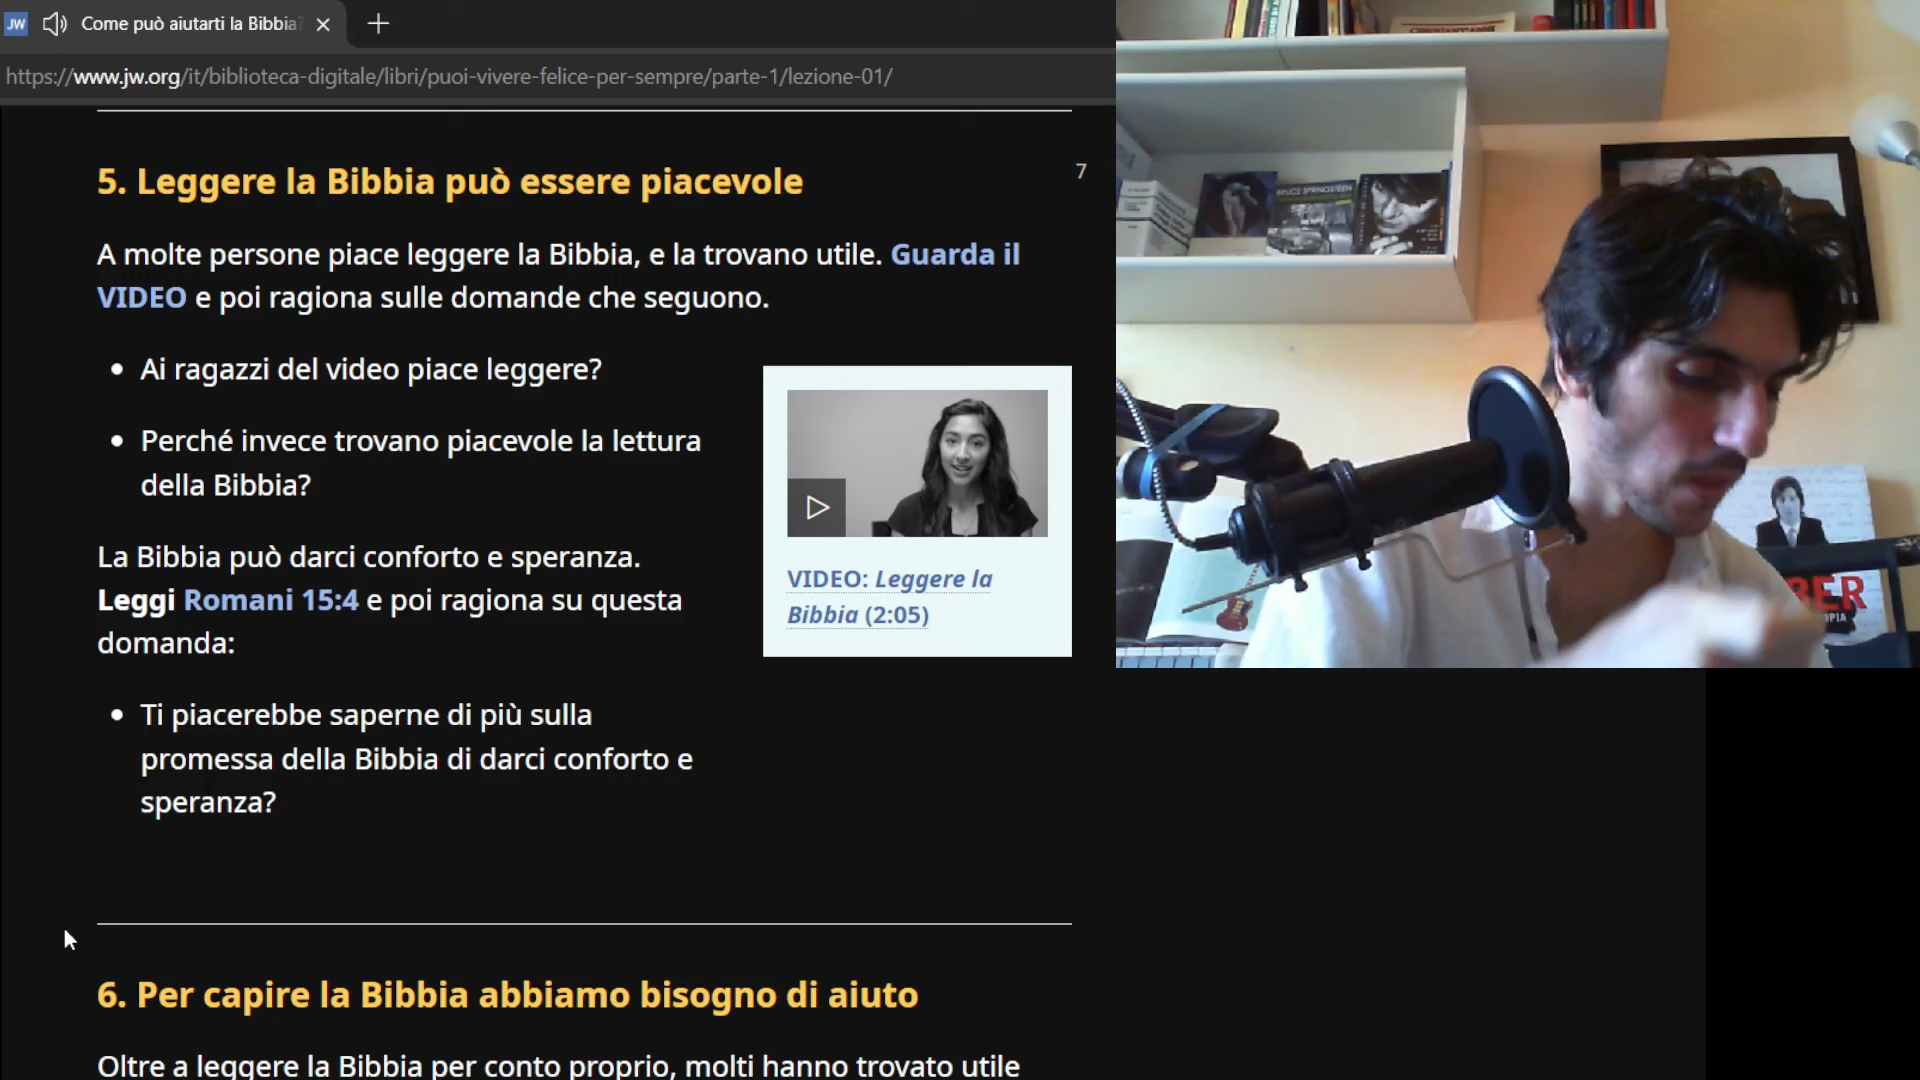 JW Come può aiutarti la Bibbia?
https://www.jw.org/it/biblioteca-digitale/libri/puoi-vivere-felice-per-sempre/parte-1/lezione-01/
5. Leggere la Bibbia può essere piacevole
7
A molte persone piace leggere la Bibbia, e la trovano utile. Guarda il
VIDEO e poi ragiona sulle domande che seguono.
Ai ragazzi del video piace leggere?
Perché invece trovano piacevole la lettura
della Bibbia?
La Bibbia può darci conforto e speranza.
Leggi Romani 15:4 e poi ragiona su questa
domanda:
Ti piacerebbe saperne di più sulla
promessa della Bibbia di darci conforto e
speranza?
VIDEO: Leggere la
Bibbia (2:05)
6. Per capire la Bibbia abbiamo bisogno di aiuto
Oltre a leggere la Bibbia per conto proprio, molti hanno trovato utile
BRUCE SPRINGSTEEN
BER
OPIA